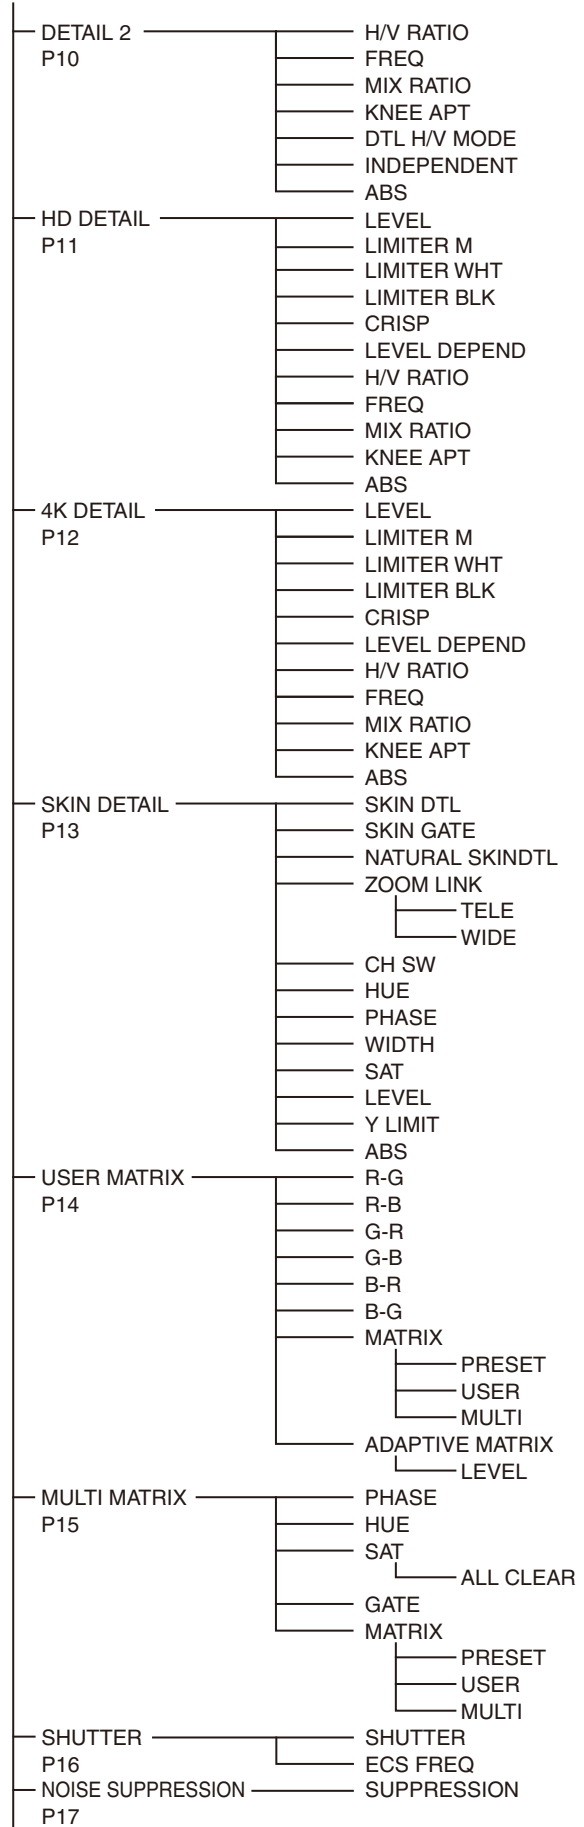 DETAIL 2 H/V RATIO
P10 FREQ
MIX RATIO
KNEE APT
DTL H/V MODE
INDEPENDENT
ABS
HD DETAIL LEVEL
P11 LIMITER M
LIMITER WHT
LIMITER BLK
CRISP
LEVEL DEPEND
H/V RATIO
FREQ
MIX RATIO
KNEE APT
ABS
4K DETAIL LEVEL
P12 LIMITER M
LIMITER WHT
LIMITER BLK
CRISP
LEVEL DEPEND
H/V RATIO
FREQ
MIX RATIO
KNEE APT
ABS
SKIN DETAIL SKIN DTL
P13 SKIN GATE
NATURAL SKINDTL
ZOOM LINK
TELE
WIDE
CH SW
HUE
PHASE
WIDTH
SAT
LEVEL
Y LIMIT
ABS
USER MATRIX R-G
P14 R-B
G-R
G-B
B-R
B-G
MATRIX
PRESET
USER
MULTI
ADAPTIVE MATRIX
LEVEL
MULTI MATRIX PHASE
P15 HUE
SAT
ALL CLEAR
GATE
MATRIX
PRESET
USER
MULTI
SHUTTER SHUTTER
P16 ECS FREQ
NOISE SUPPRESSION SUPPRESSION
P17